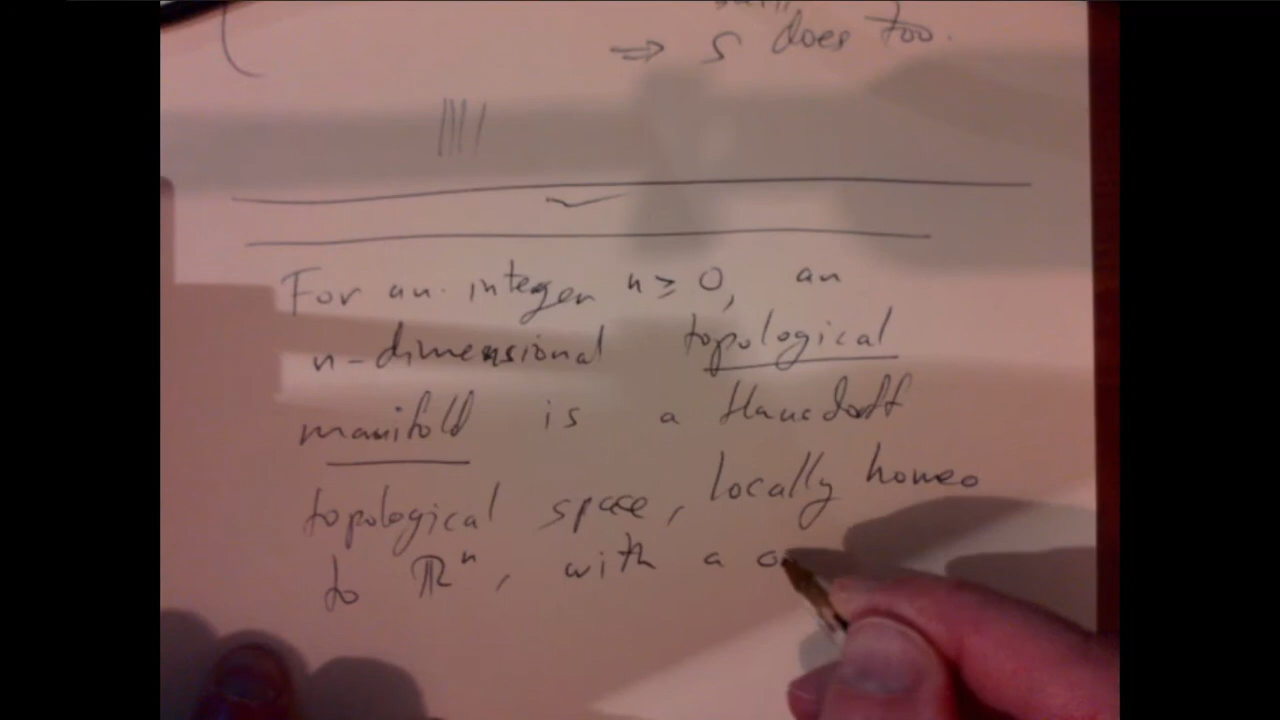 ⇒ S does too.
For an integer n ≥ 0, an
n-dimensional topological
manifold is a Hausdorff
topological space, locally homeo
to ℝⁿ, with a c